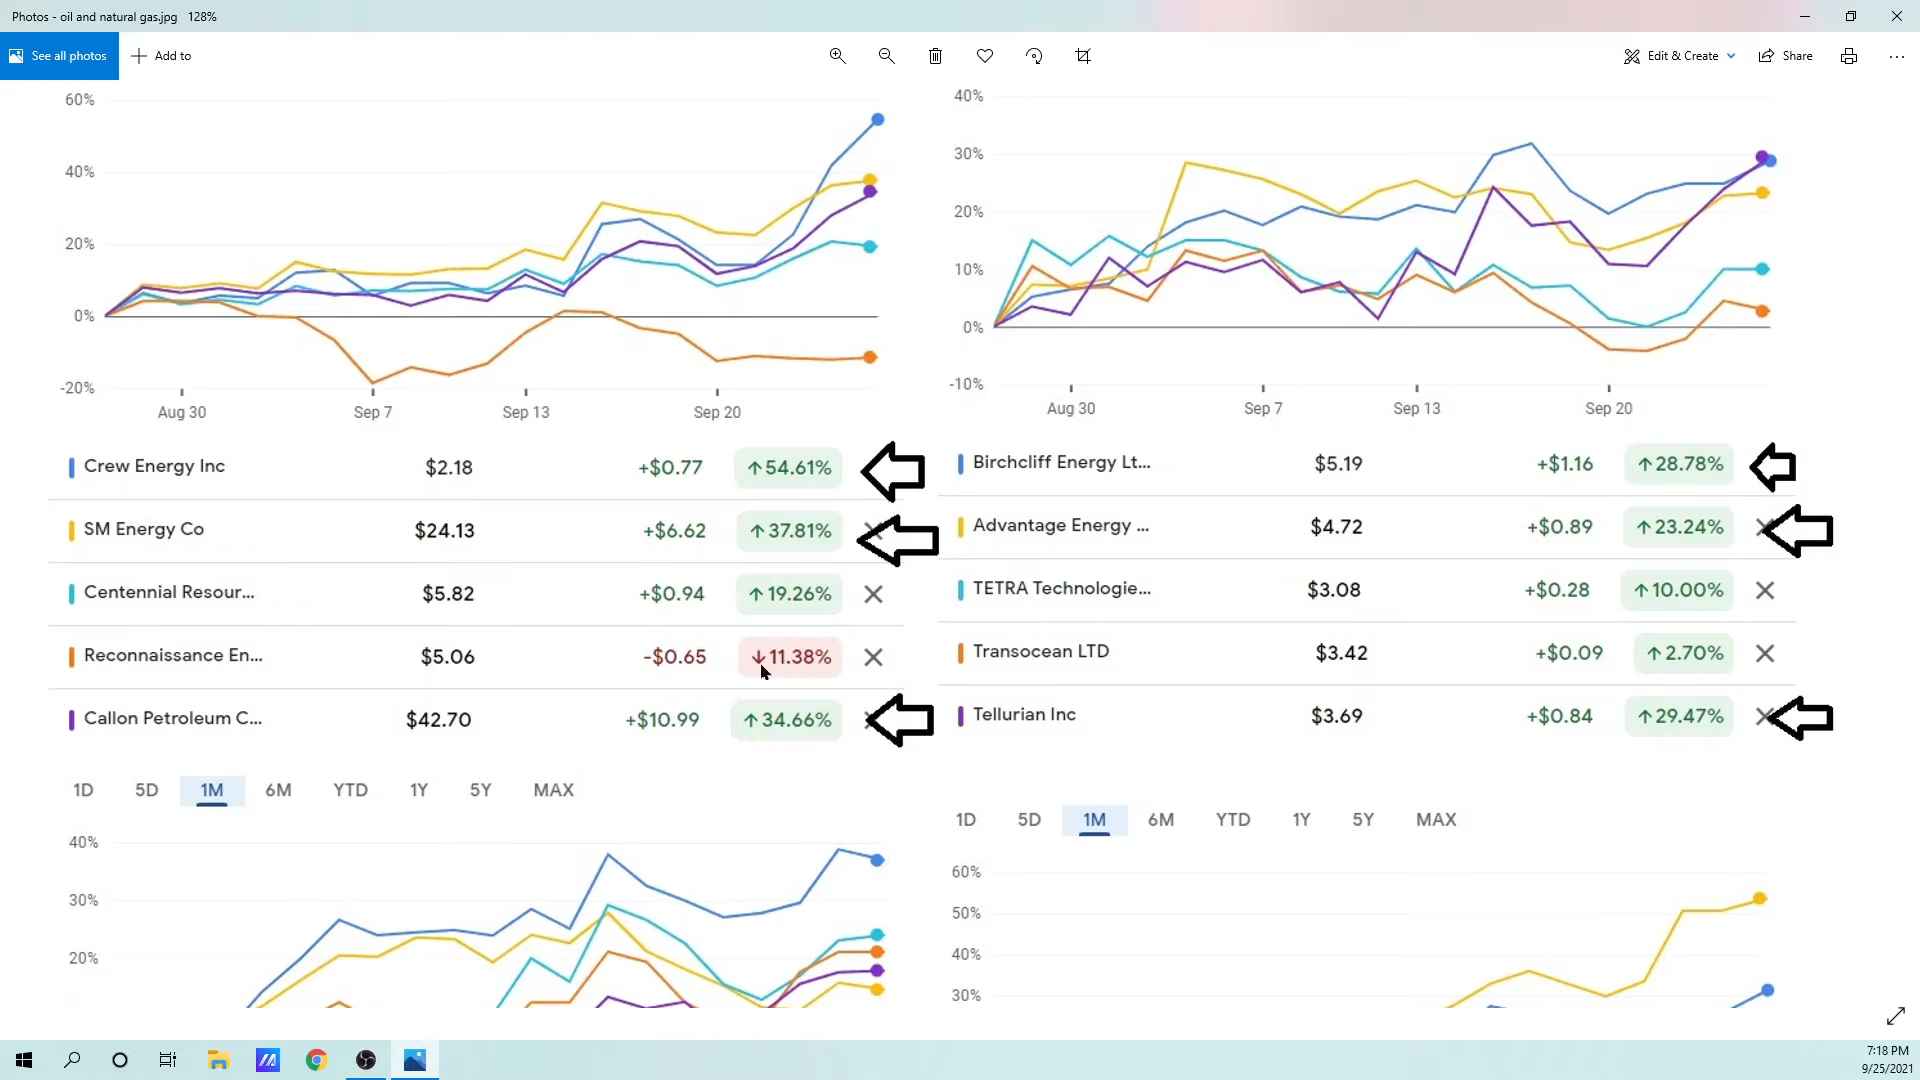 Photos - oil and natural gas.jpg 128%
See all photos
Add to
Edit & Create
Share
60%
40%
20%
0%
-20%
Aug 30
Sep 7
Sep 13
Sep 20
Crew Energy Inc $2.18 +$0.77 ↑54.61%
SM Energy Co $24.13 +$6.62 ↑37.81%
Centennial Resour... $5.82 +$0.94 ↑19.26%
Reconnaissance En... $5.06 -$0.65 ↓11.38%
Callon Petroleum C... $42.70 +$10.99 ↑34.66%
1D 5D 1M 6M YTD 1Y 5Y MAX
40%
30%
20%
40%
30%
20%
10%
0%
-10%
Aug 30
Sep 7
Sep 13
Sep 20
Birchcliff Energy Lt... $5.19 +$1.16 ↑28.78%
Advantage Energy ... $4.72 +$0.89 ↑23.24%
TETRA Technologie... $3.08 +$0.28 ↑10.00%
Transocean LTD $3.42 +$0.09 ↑2.70%
Tellurian Inc $3.69 +$0.84 ↑29.47%
1D 5D 1M 6M YTD 1Y 5Y MAX
60%
50%
40%
30%
7:18 PM
9/25/2021